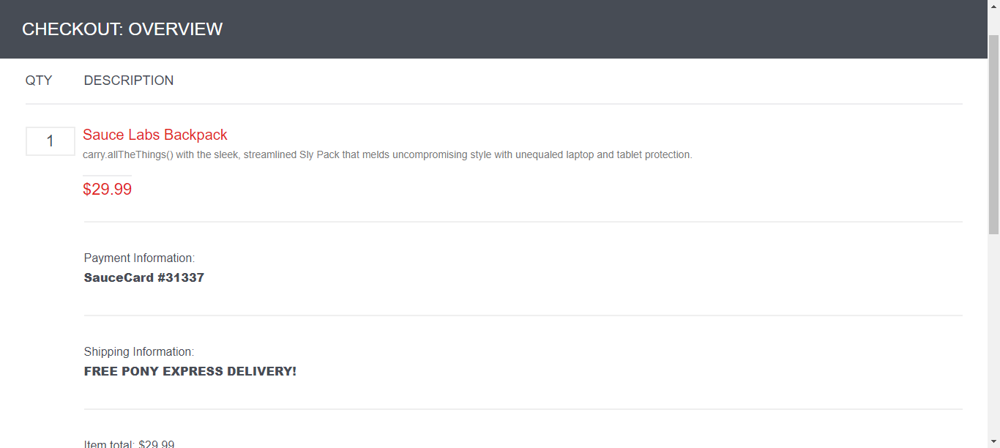 CHECKOUT: OVERVIEW
QTY DESCRIPTION
1 Sauce Labs Backpack
carry.allTheThings() with the sleek, streamlined Sly Pack that melds uncompromising style with unequaled laptop and tablet protection.
$29.99
Payment Information:
SauceCard #31337
Shipping Information:
FREE PONY EXPRESS DELIVERY!
Item total: $29.99